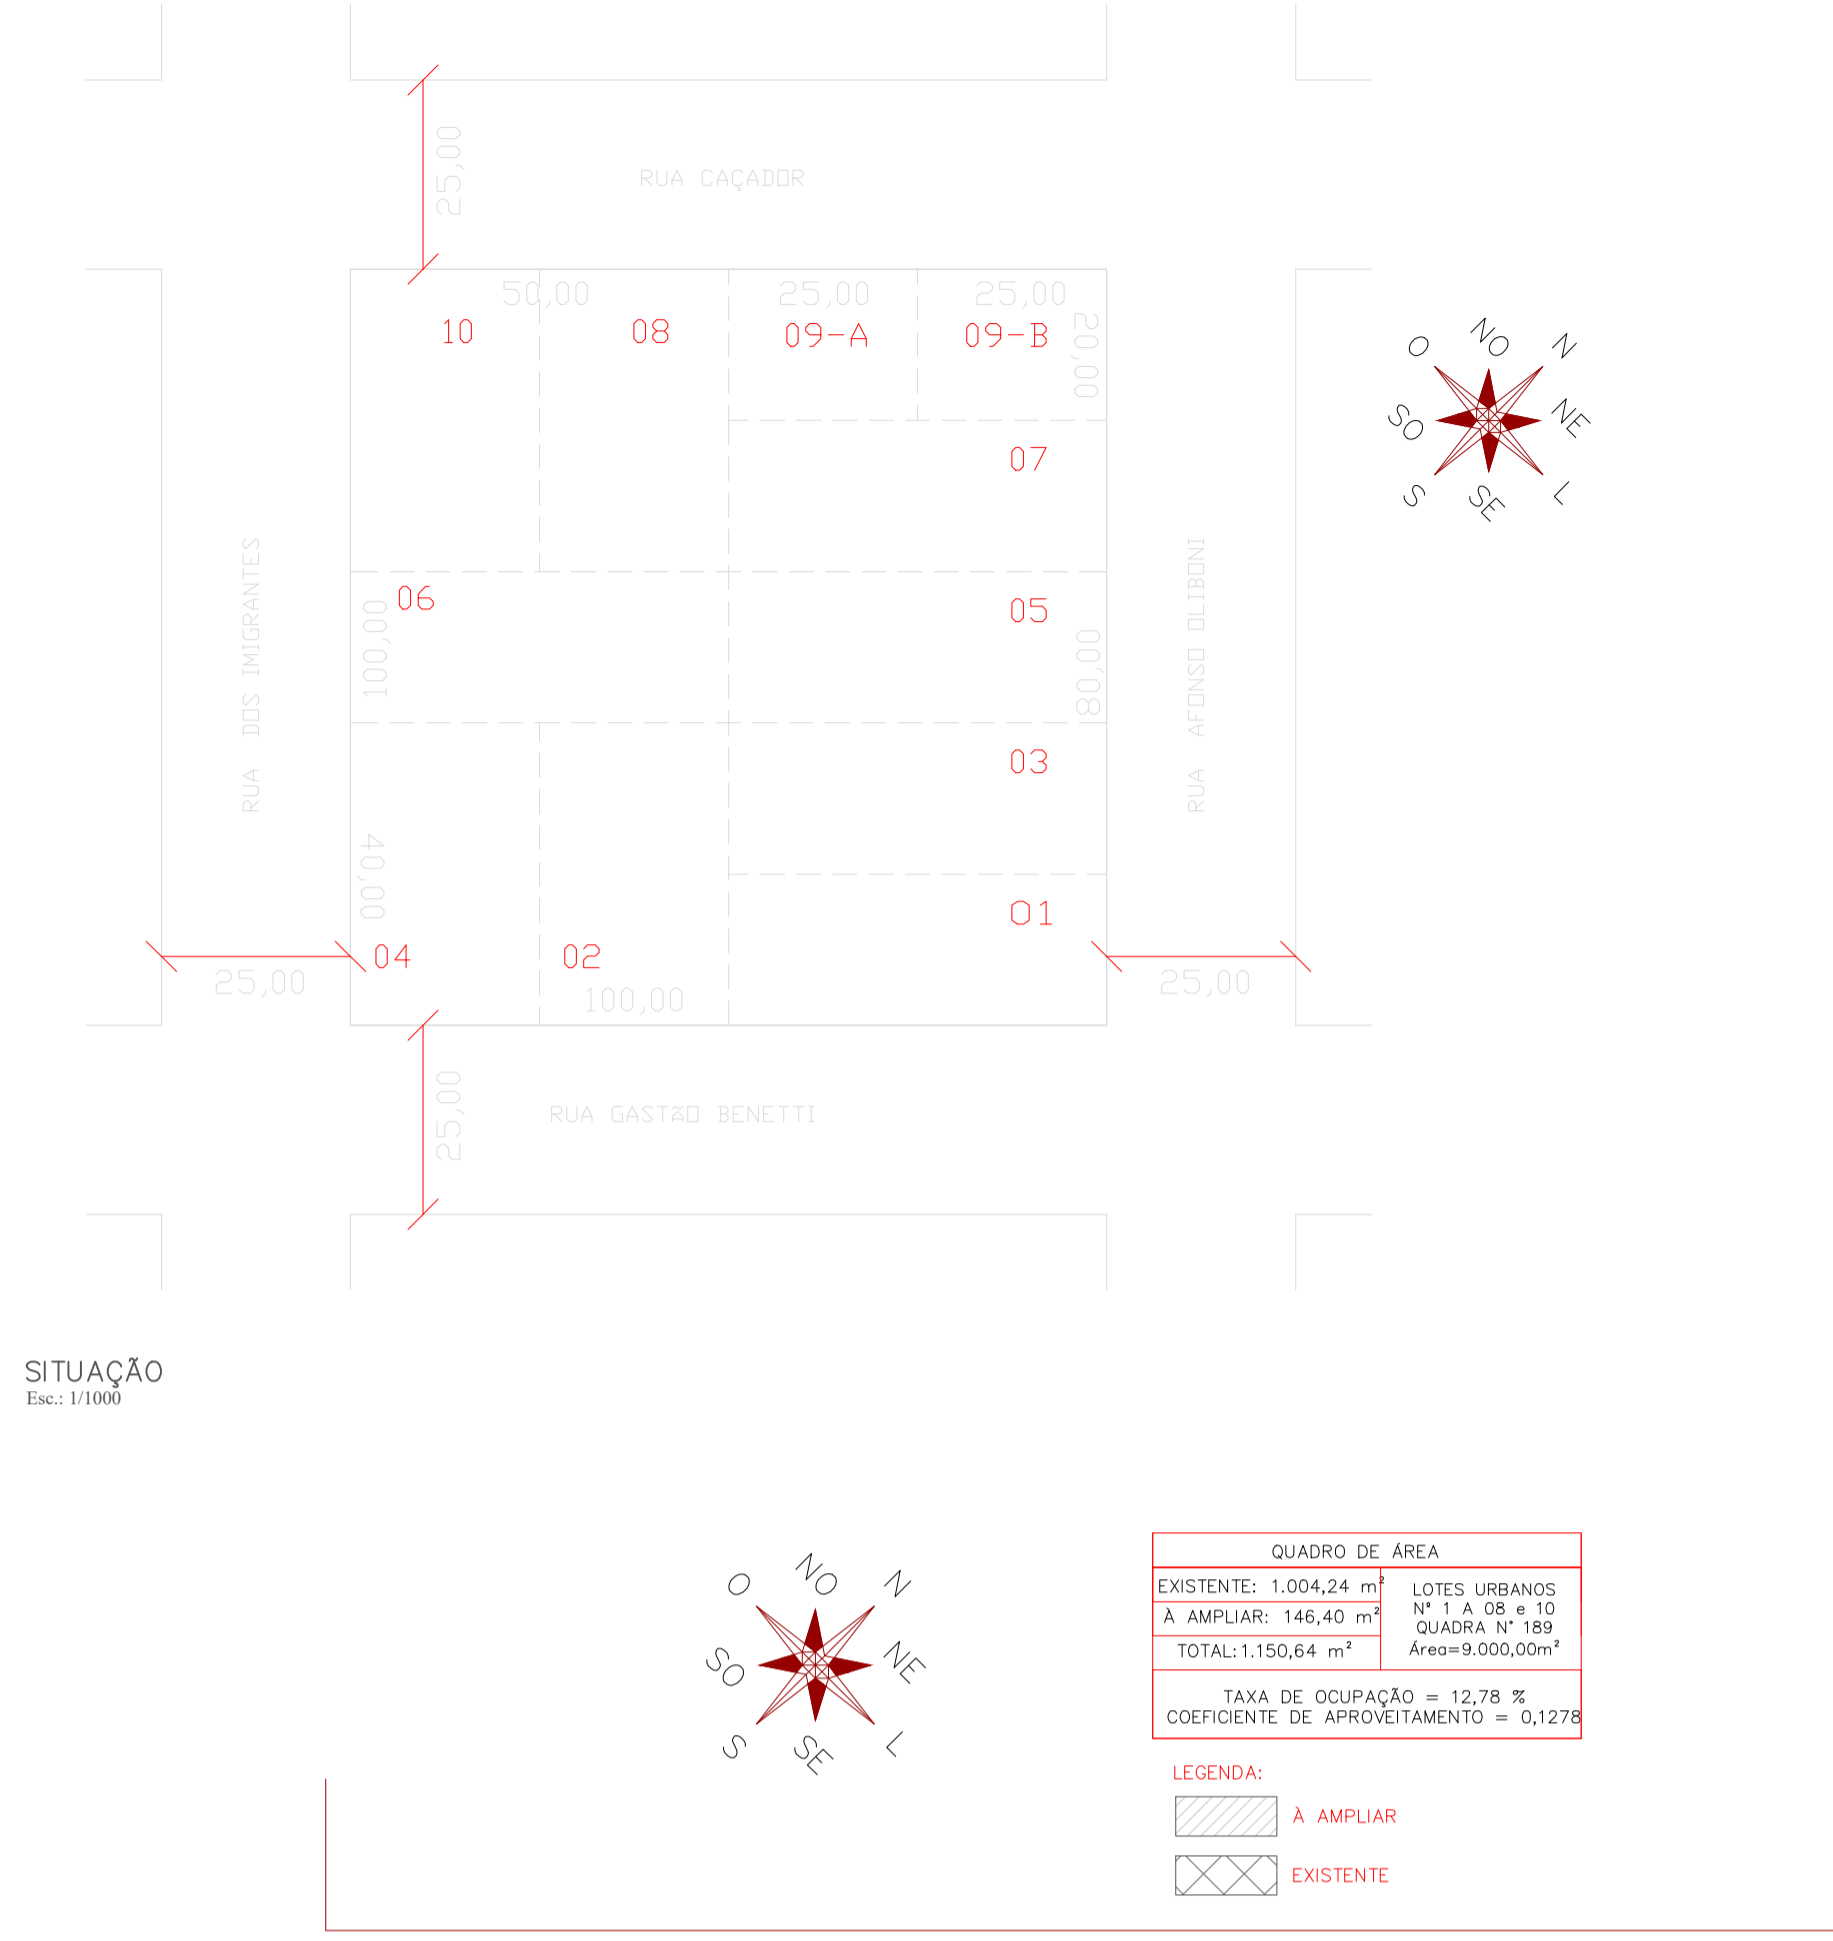 25,00
RUA CAÇADOR
50,00
25,00
25,00
10
08
09-A
09-B
20,00
O
NO
N
SO
NE
S
SE
L
07
RUA DOS IMIGRANTES
06
100,00
05
80,00
RUA AFONSO OLIBONI
03
40,00
01
04
02
25,00
100,00
25,00
25,00
RUA GASTãO BENETTI
SITUAÇÃO
Esc.: 1/1000
O
NO
N
SO
NE
S
SE
L
QUADRO DE ÁREA
EXISTENTE: 1.004,24 m²
À AMPLIAR: 146,40 m²
TOTAL:1.150,64 m²
LOTES URBANOS
Nº 1 A 08 e 10
QUADRA N° 189
Área=9.000,00m²
TAXA DE OCUPAÇÃO = 12,78 %
COEFICIENTE DE APROVEITAMENTO = 0,1278
LEGENDA:
À AMPLIAR
EXISTENTE